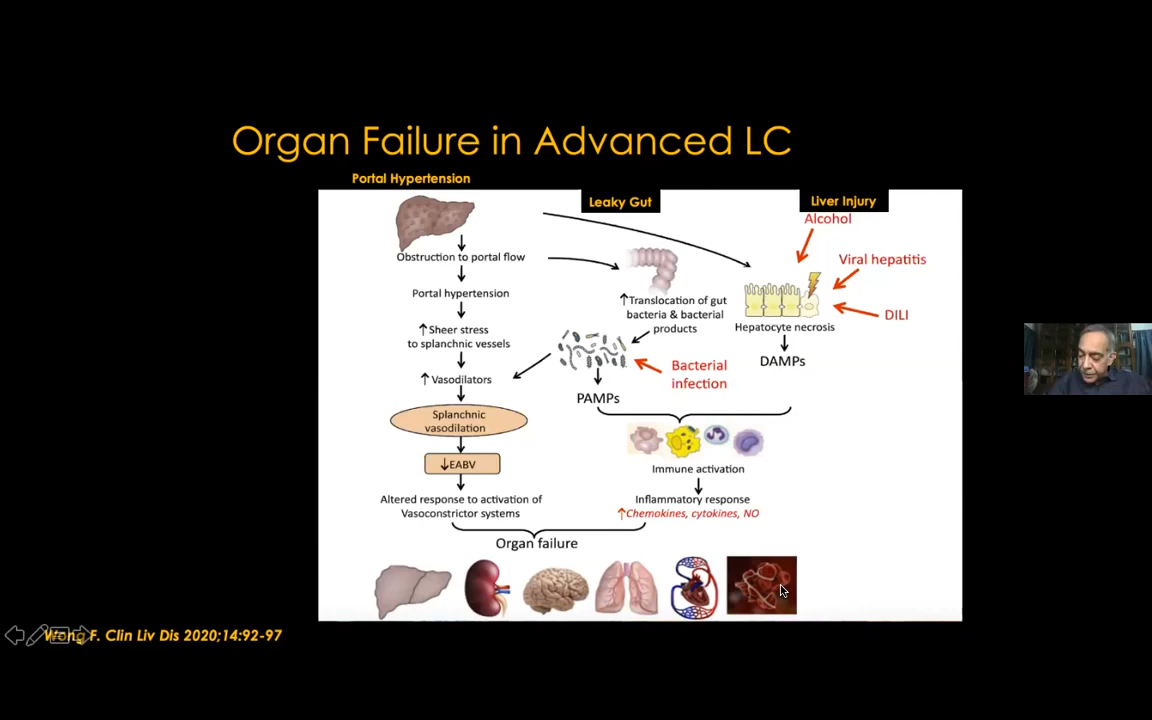 Organ Failure in Advanced LC
Portal Hypertension
Leaky Gut
Liver Injury
Alcohol
Viral hepatitis
DILI
Obstruction to portal flow
Portal hypertension
↑Sheer stress
to splanchnic vessels
↑Vasodilators
Splanchnic
vasodilation
↓EABV
Altered response to activation of
Vasoconstrictor systems
↑Translocation of gut
bacteria & bacterial
products
Bacterial
infection
PAMPs
Hepatocyte necrosis
DAMPs
Immune activation
Inflammatory response
↑Chemokines, cytokines, NO
Organ failure
Wong F. Clin Liv Dis 2020;14:92-97